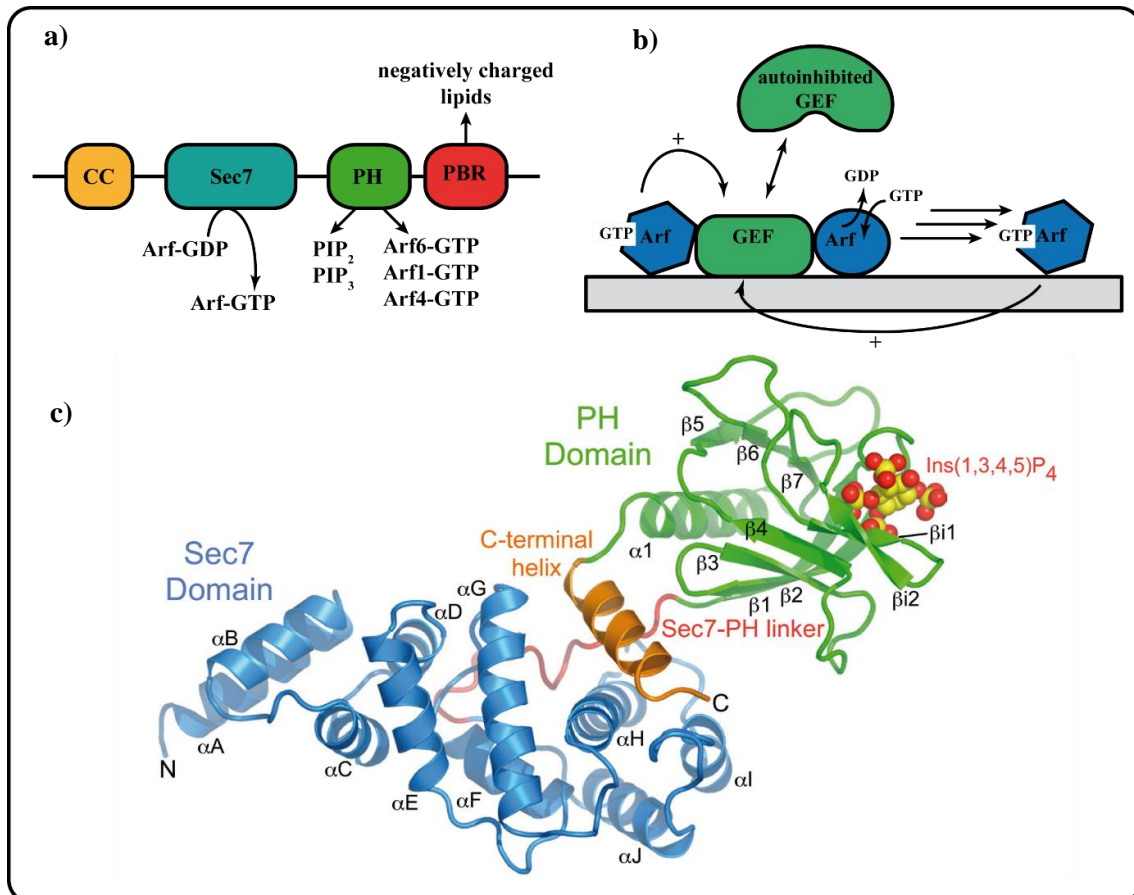 a)
negatively charged
lipids
CC
Sec7
PH
PBR
Arf-GDP
Arf-GTP
PIP2
PIP3
Arf6-GTP
Arf1-GTP
Arf4-GTP
b)
autoinhibited
GEF
+
GDP
GTP
GTP
Arf
GEF
Arf
GTP
Arf
+
c)
PH
Domain
β5
β6
β7
Ins(1,3,4,5)P4
βi1
β4
C-terminal
helix
α1
β3
βi2
β1
β2
Sec7
Domain
Sec7-PH linker
αG
αD
αB
C
αH
N
αA
αC
αI
αE
αF
αJ